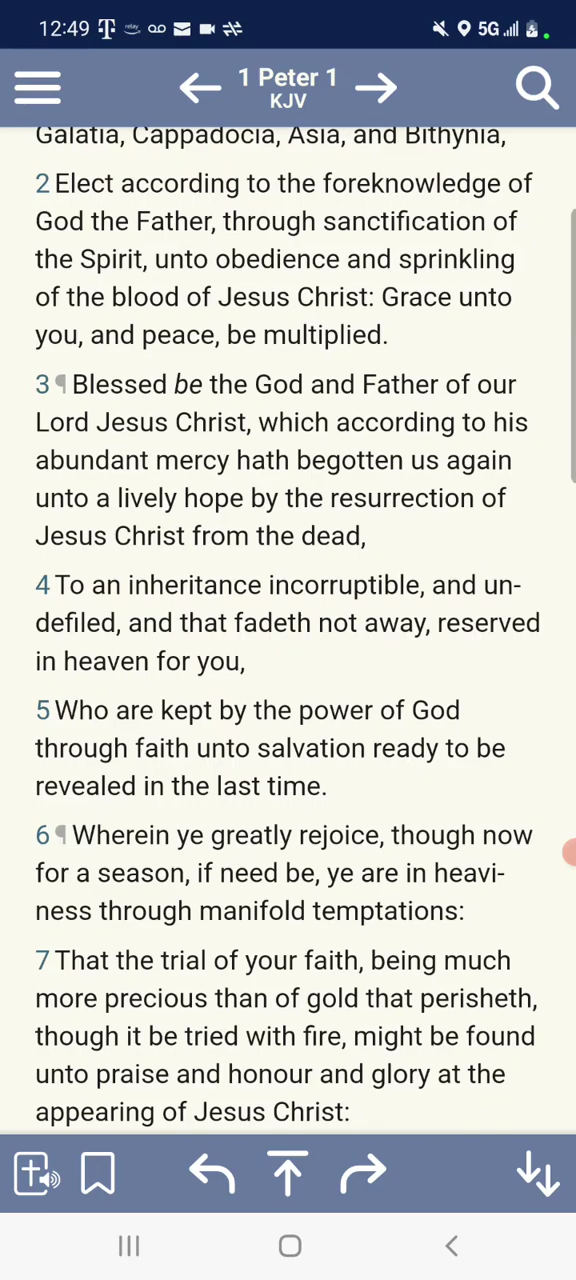 12:49 T relay 5G
1 Peter 1
KJV
Galatia, Cappadocia, Asia, and Bithynia,
2 Elect according to the foreknowledge of
God the Father, through sanctification of
the Spirit, unto obedience and sprinkling
of the blood of Jesus Christ: Grace unto
you, and peace, be multiplied.
3 ¶ Blessed be the God and Father of our
Lord Jesus Christ, which according to his
abundant mercy hath begotten us again
unto a lively hope by the resurrection of
Jesus Christ from the dead,
4 To an inheritance incorruptible, and un-
defiled, and that fadeth not away, reserved
in heaven for you,
5 Who are kept by the power of God
through faith unto salvation ready to be
revealed in the last time.
6 ¶ Wherein ye greatly rejoice, though now
for a season, if need be, ye are in heavi-
ness through manifold temptations:
7 That the trial of your faith, being much
more precious than of gold that perisheth,
though it be tried with fire, might be found
unto praise and honour and glory at the
appearing of Jesus Christ: